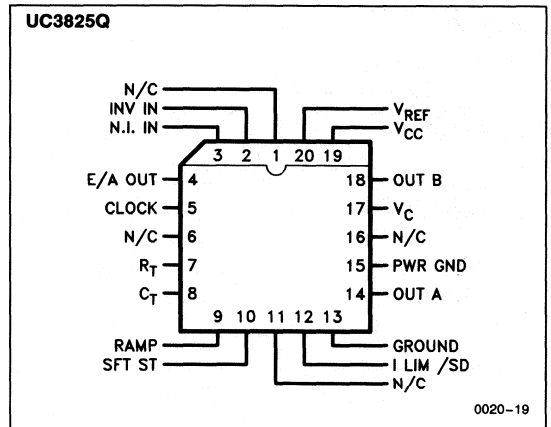 UC3825Q
N/C
INV IN
N.I. IN
V_REF
V_CC
3 2 1 20 19
E/A OUT 4
18 OUT B
CLOCK 5
17 V_C
N/C 6
16 N/C
R_T 7
15 PWR GND
C_T 8
14 OUT A
9 10 11 12 13
RAMP
GROUND
SFT ST
I LIM /SD
N/C
0020-19